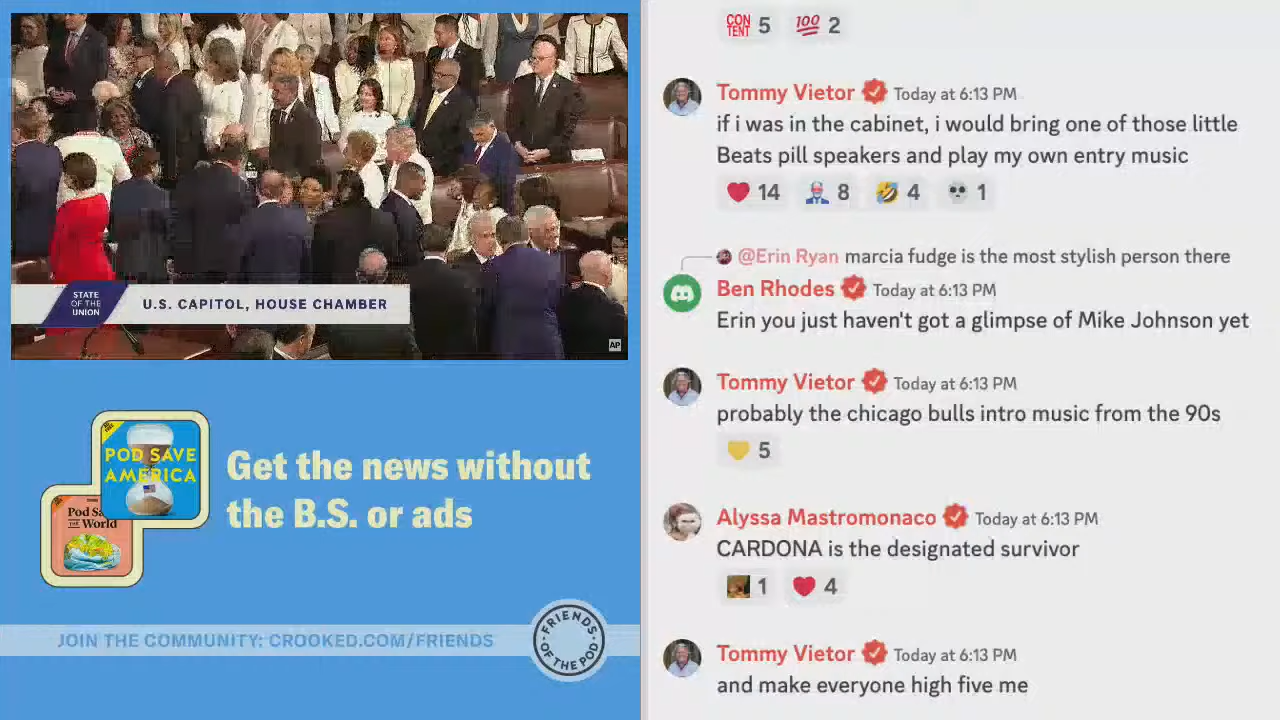 STATE
OF THE
UNION
U.S. CAPITOL, HOUSE CHAMBER
AP
POD SAVE
AMERICA
Pod Sa
THE World
Get the news without
the B.S. or ads
JOIN THE COMMUNITY: CROOKED.COM/FRIENDS
FRIENDS
OF THE POD
CON
TENT 5 100 2
Tommy Vietor Today at 6:13 PM
if i was in the cabinet, i would bring one of those little
Beats pill speakers and play my own entry music
14 8 4 1
@Erin Ryan marcia fudge is the most stylish person there
Ben Rhodes Today at 6:13 PM
Erin you just haven't got a glimpse of Mike Johnson yet
Tommy Vietor Today at 6:13 PM
probably the chicago bulls intro music from the 90s
5
Alyssa Mastromonaco Today at 6:13 PM
CARDONA is the designated survivor
1 4
Tommy Vietor Today at 6:13 PM
and make everyone high five me